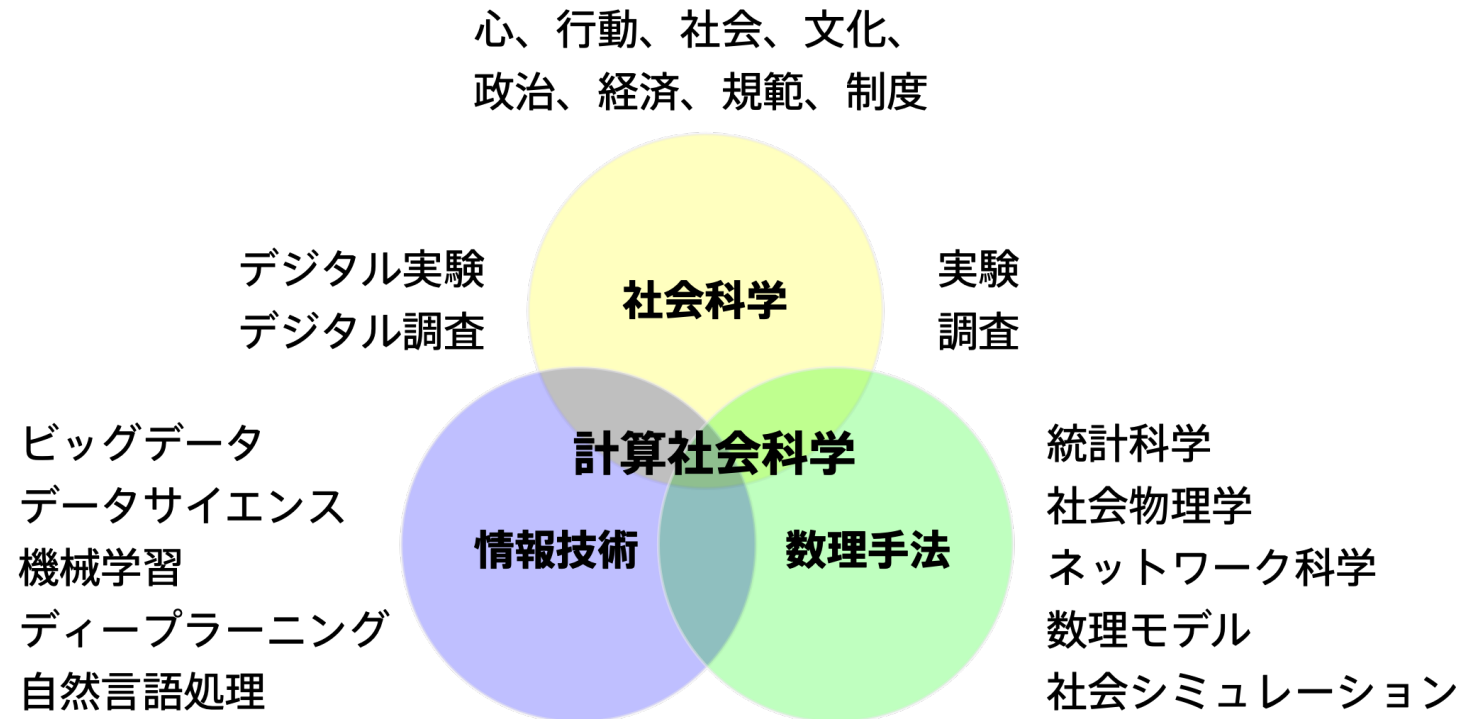 心、行動、社会、文化、
政治、経済、規範、制度
デジタル実験
デジタル調査
社会科学
実験
調査
計算社会科学
ビッグデータ
データサイエンス
機械学習
ディープラーニング
自然言語処理
情報技術
数理手法
統計科学
社会物理学
ネットワーク科学
数理モデル
社会シミュレーション